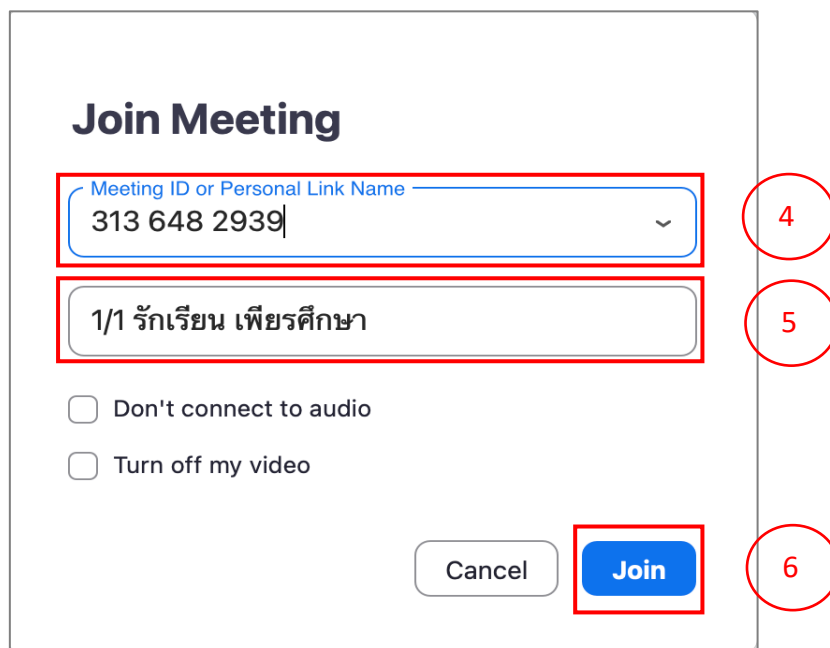 Join Meeting
Meeting ID or Personal Link Name
313 648 2939
4
1/1 รักเรียน เพียรศึกษา
5
Don't connect to audio
Turn off my video
Cancel
Join
6